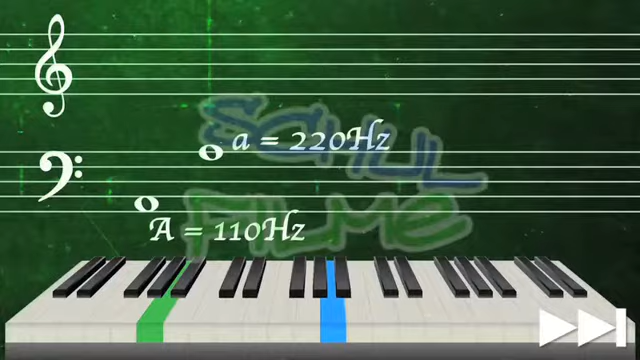 a = 220Hz
SCHUL
A = 110Hz
FILME